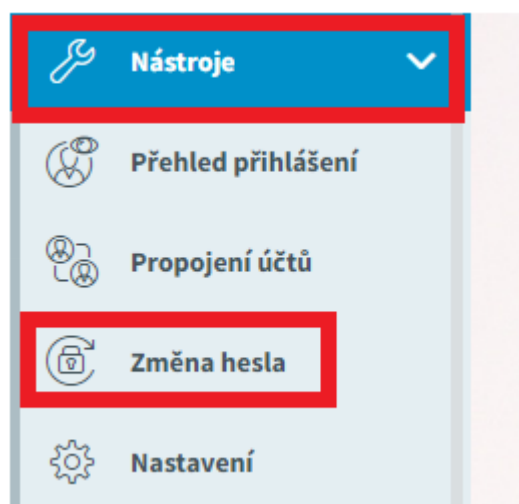 Nástroje
Přehled přihlášení
Propojení účtů
Změna hesla
Nastavení